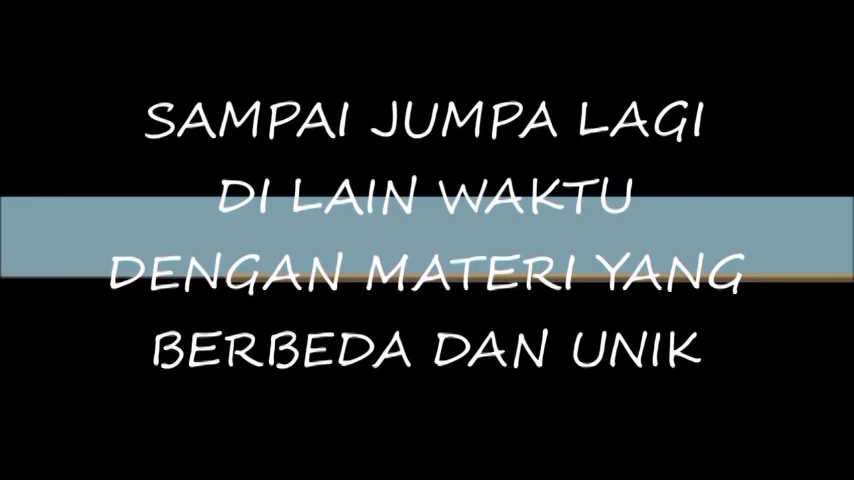 SAMPAI JUMPA LAGI
DI LAIN WAKTU
DENGAN MATERI YANG
BERBEDA DAN UNIK